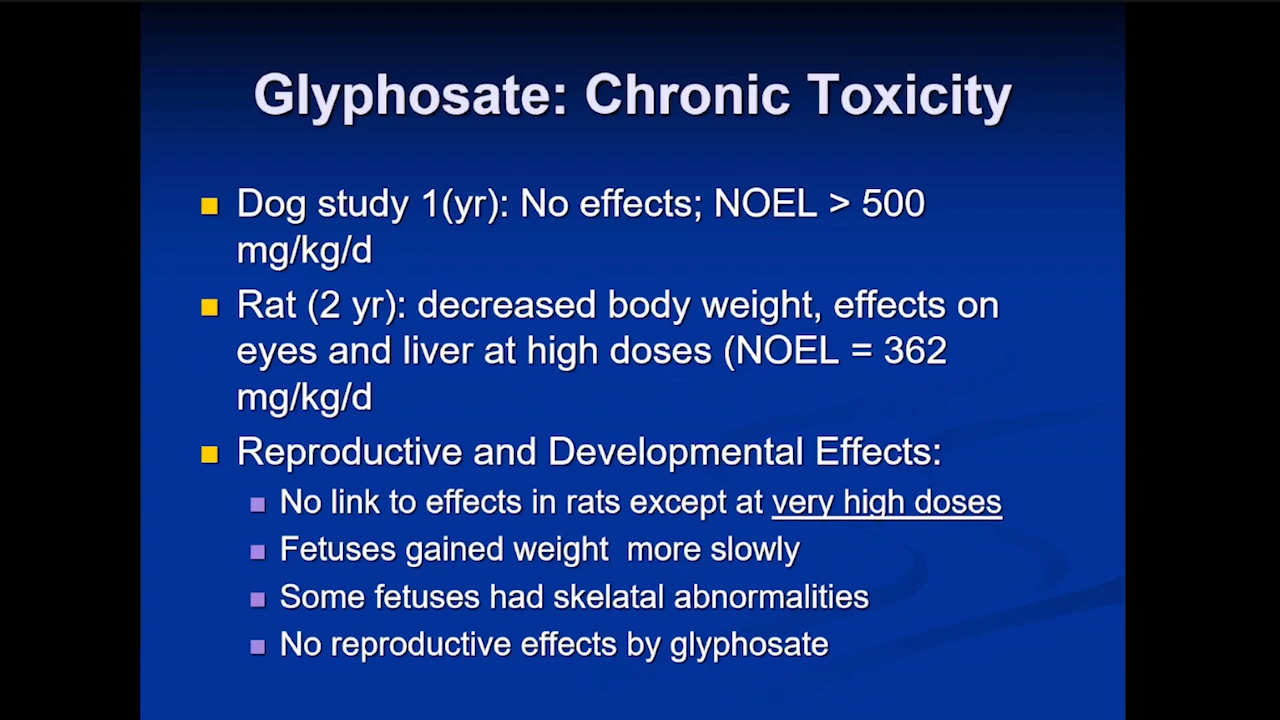 Glyphosate: Chronic Toxicity
Dog study 1(yr): No effects; NOEL > 500
mg/kg/d
Rat (2 yr): decreased body weight, effects on
eyes and liver at high doses (NOEL = 362
mg/kg/d
Reproductive and Developmental Effects:
No link to effects in rats except at very high doses
Fetuses gained weight  more slowly
Some fetuses had skelatal abnormalities
No reproductive effects by glyphosate